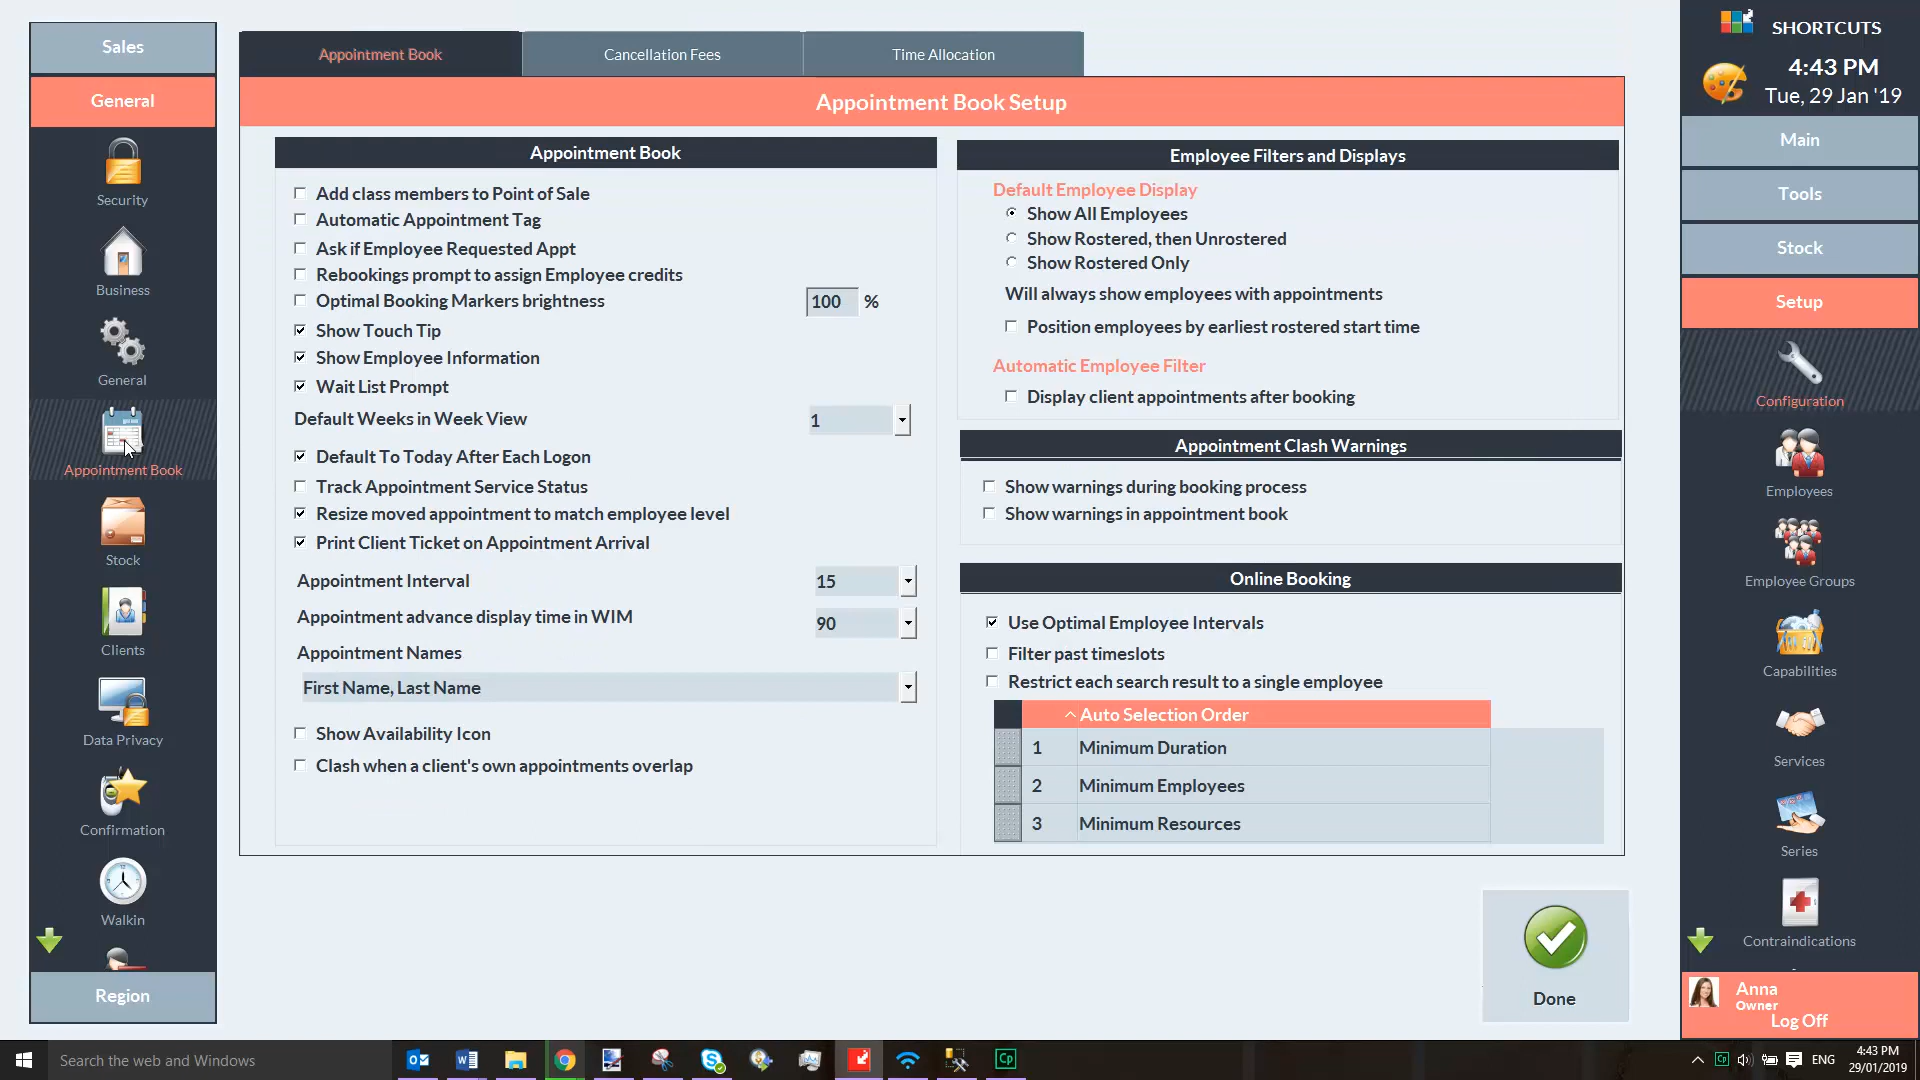 Sales
General
Security
Business
General
Appointment Book
Stock
Clients
Data Privacy
Confirmation
Walkin
Region
Appointment Book
Cancellation Fees
Time Allocation
Appointment Book Setup
Appointment Book
Add class members to Point of Sale
Automatic Appointment Tag
Ask if Employee Requested Appt
Rebookings prompt to assign Employee credits
Optimal Booking Markers brightness
100 %
Show Touch Tip
Show Employee Information
Wait List Prompt
Default Weeks in Week View
1
Default To Today After Each Logon
Track Appointment Service Status
Resize moved appointment to match employee level
Print Client Ticket on Appointment Arrival
Appointment Interval
15
Appointment advance display time in WIM
90
Appointment Names
First Name, Last Name
Show Availability Icon
Clash when a client's own appointments overlap
Employee Filters and Displays
Default Employee Display
Show All Employees
Show Rostered, then Unrostered
Show Rostered Only
Will always show employees with appointments
Position employees by earliest rostered start time
Automatic Employee Filter
Display client appointments after booking
Appointment Clash Warnings
Show warnings during booking process
Show warnings in appointment book
Online Booking
Use Optimal Employee Intervals
Filter past timeslots
Restrict each search result to a single employee
Auto Selection Order
1 Minimum Duration
2 Minimum Employees
3 Minimum Resources
Done
SHORTCUTS
4:43 PM
Tue, 29 Jan '19
Main
Tools
Stock
Setup
Configuration
Employees
Employee Groups
Capabilities
Services
Series
Contraindications
Anna
Owner
Log Off
Search the web and Windows
Cp
ENG
4:43 PM
29/01/2019